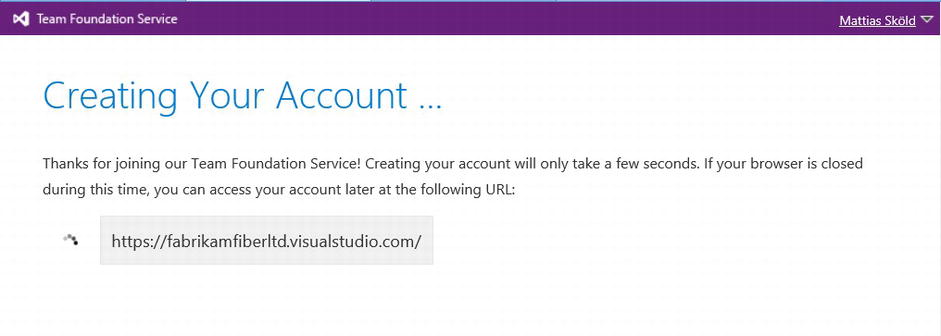 Team Foundation Service
Mattias Sköld
Creating Your Account ...
Thanks for joining our Team Foundation Service! Creating your account will only take a few seconds. If your browser is closed
during this time, you can access your account later at the following URL:
https://fabrikamfiberltd.visualstudio.com/